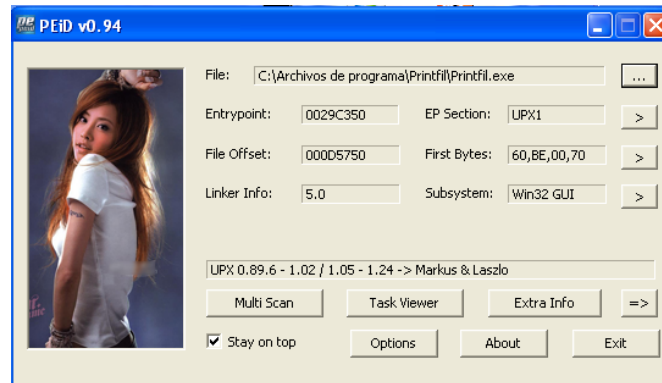 PEiD v0.94
File: C:\Archivos de programa\Printfil\Printfil.exe ...
Entrypoint: 0029C350 EP Section: UPX1 >
File Offset: 000D5750 First Bytes: 60,BE,00,70 >
Linker Info: 5.0 Subsystem: Win32 GUI >
UPX 0.89.6 - 1.02 / 1.05 - 1.24 -> Markus & Laszlo
Multi Scan Task Viewer Extra Info =>
Stay on top Options About Exit